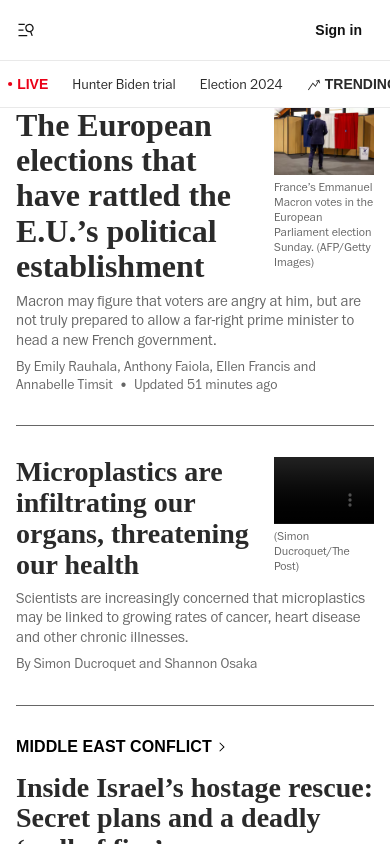 Sign in
• LIVE Hunter Biden trial Election 2024 TRENDING
The European
elections that
have rattled the
E.U.’s political
establishment
France’s Emmanuel
Macron votes in the
European
Parliament election
Sunday. (AFP/Getty
Images)
Macron may figure that voters are angry at him, but are
not truly prepared to allow a far-right prime minister to
head a new French government.
By Emily Rauhala, Anthony Faiola, Ellen Francis and
Annabelle Timsit • Updated 51 minutes ago
Microplastics are
infiltrating our
organs, threatening
our health
(Simon
Ducroquet/The
Post)
Scientists are increasingly concerned that microplastics
may be linked to growing rates of cancer, heart disease
and other chronic illnesses.
By Simon Ducroquet and Shannon Osaka
MIDDLE EAST CONFLICT
Inside Israel’s hostage rescue:
Secret plans and a deadly